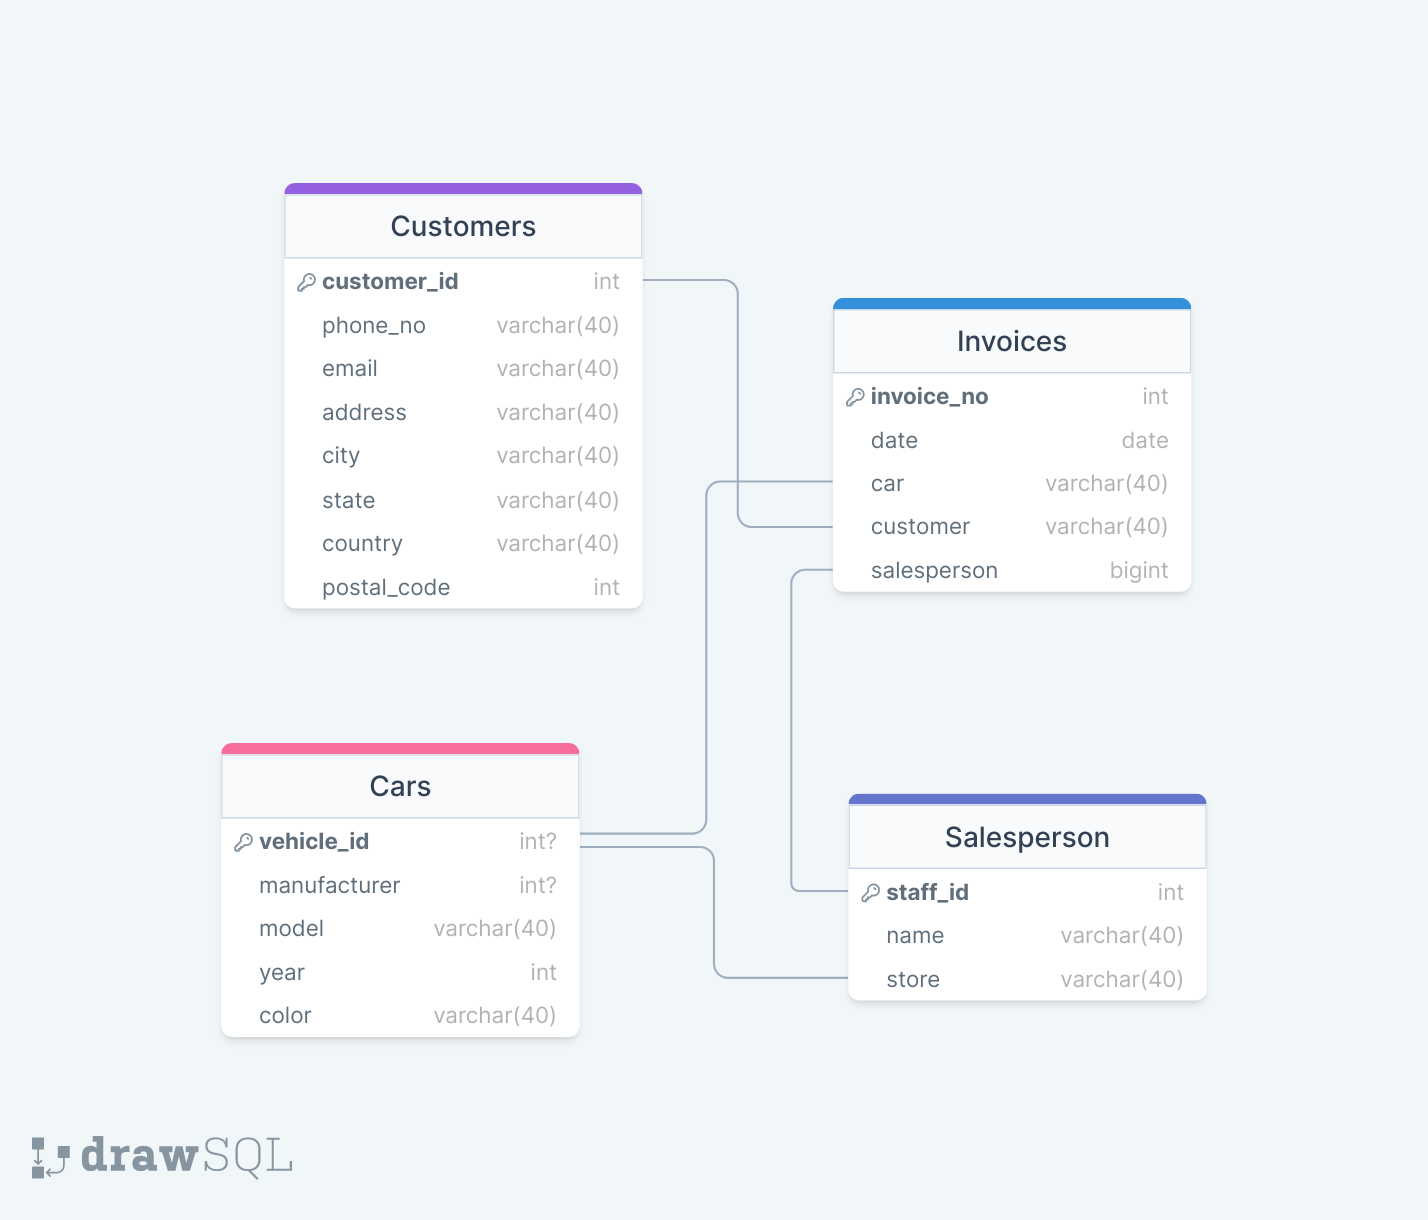 Customers
customer_id int
phone_no varchar(40)
email varchar(40)
address varchar(40)
city varchar(40)
state varchar(40)
country varchar(40)
postal_code int
Invoices
invoice_no int
date date
car varchar(40)
customer varchar(40)
salesperson bigint
Cars
vehicle_id int?
manufacturer int?
model varchar(40)
year int
color varchar(40)
Salesperson
staff_id int
name varchar(40)
store varchar(40)
drawSQL